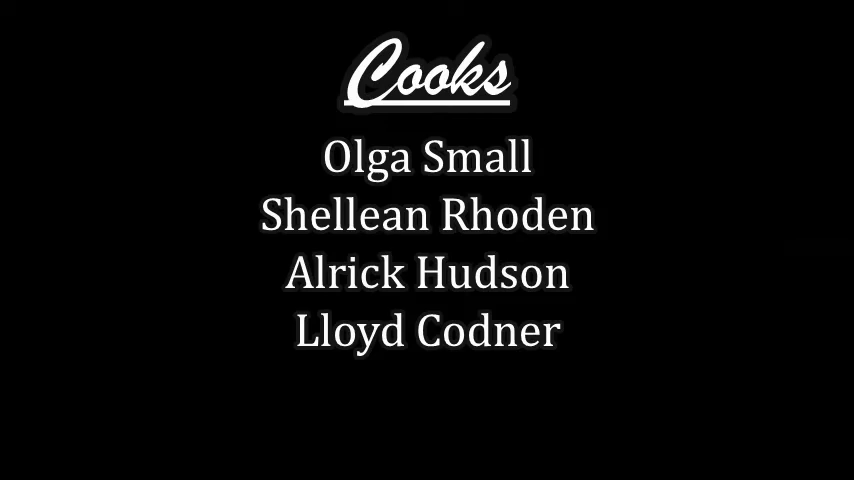 Cooks
Olga Small
Shellean Rhoden
Alrick Hudson
Lloyd Codner